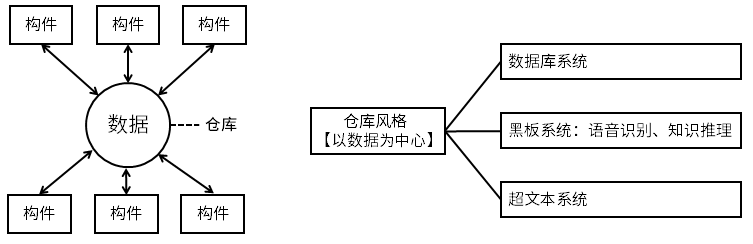 构件
构件
构件
数据
仓库
构件
构件
构件
仓库风格
【以数据为中心】
数据库系统
黑板系统：语音识别、知识推理
超文本系统